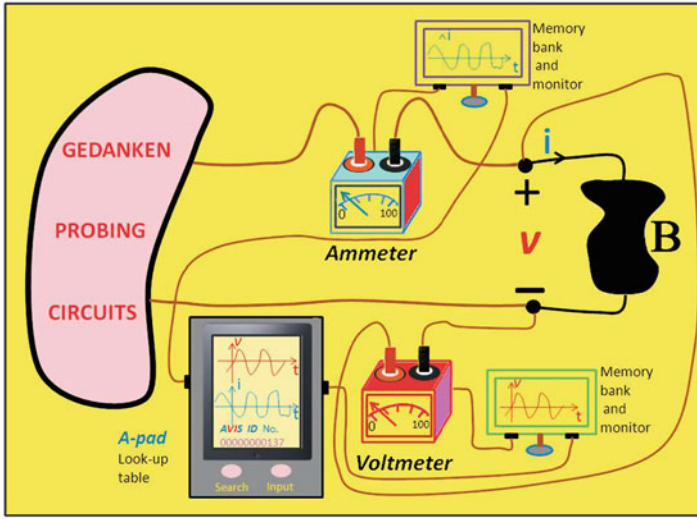 GEDANKEN
PROBING
CIRCUITS
i
t
Memory
bank
and
monitor
0 100
Ammeter
i
+
v
−
B
A-pad
Look-up
table
v
t
i
t
AVIS ID No.
00000000137
Search Input
0 100
Voltmeter
v
t
Memory
bank
and
monitor